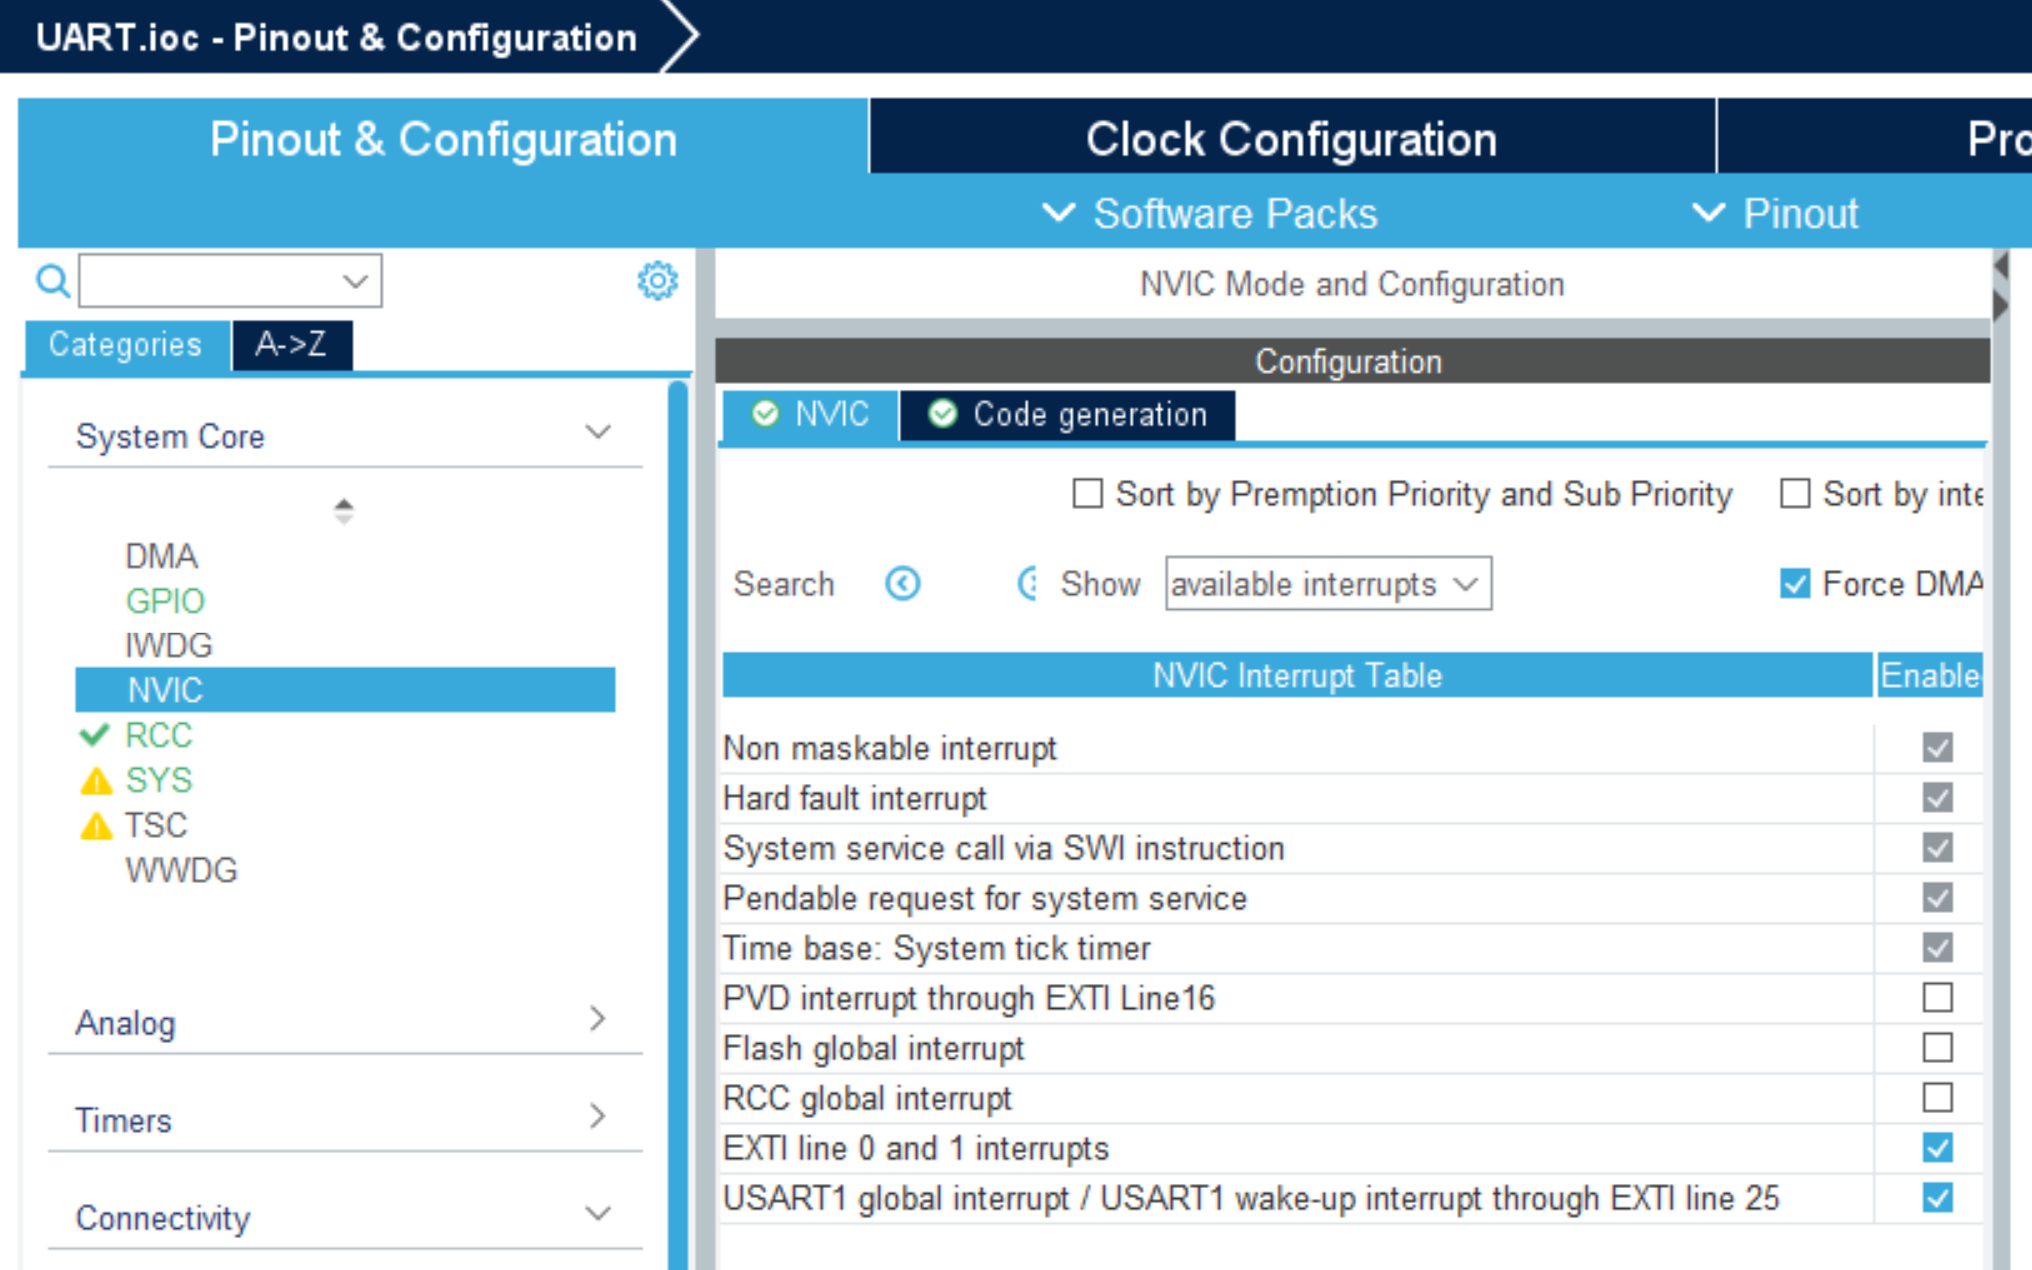 UART.ioc - Pinout & Configuration
Pinout & Configuration
Clock Configuration
Software Packs
Pinout
NVIC Mode and Configuration
Categories
A->Z
Configuration
NVIC
Code generation
System Core
Sort by Premption Priority and Sub Priority
Sort by
DMA
GPIO
IWDG
NVIC
RCC
SYS
TSC
WWDG
Search
Show
available interrupts
Force DMA
NVIC Interrupt Table
Enable
Non maskable interrupt
Hard fault interrupt
System service call via SWI instruction
Pendable request for system service
Time base: System tick timer
PVD interrupt through EXTI Line16
Flash global interrupt
RCC global interrupt
EXTI line 0 and 1 interrupts
USART1 global interrupt / USART1 wake-up interrupt through EXTI line 25
Analog
Timers
Connectivity